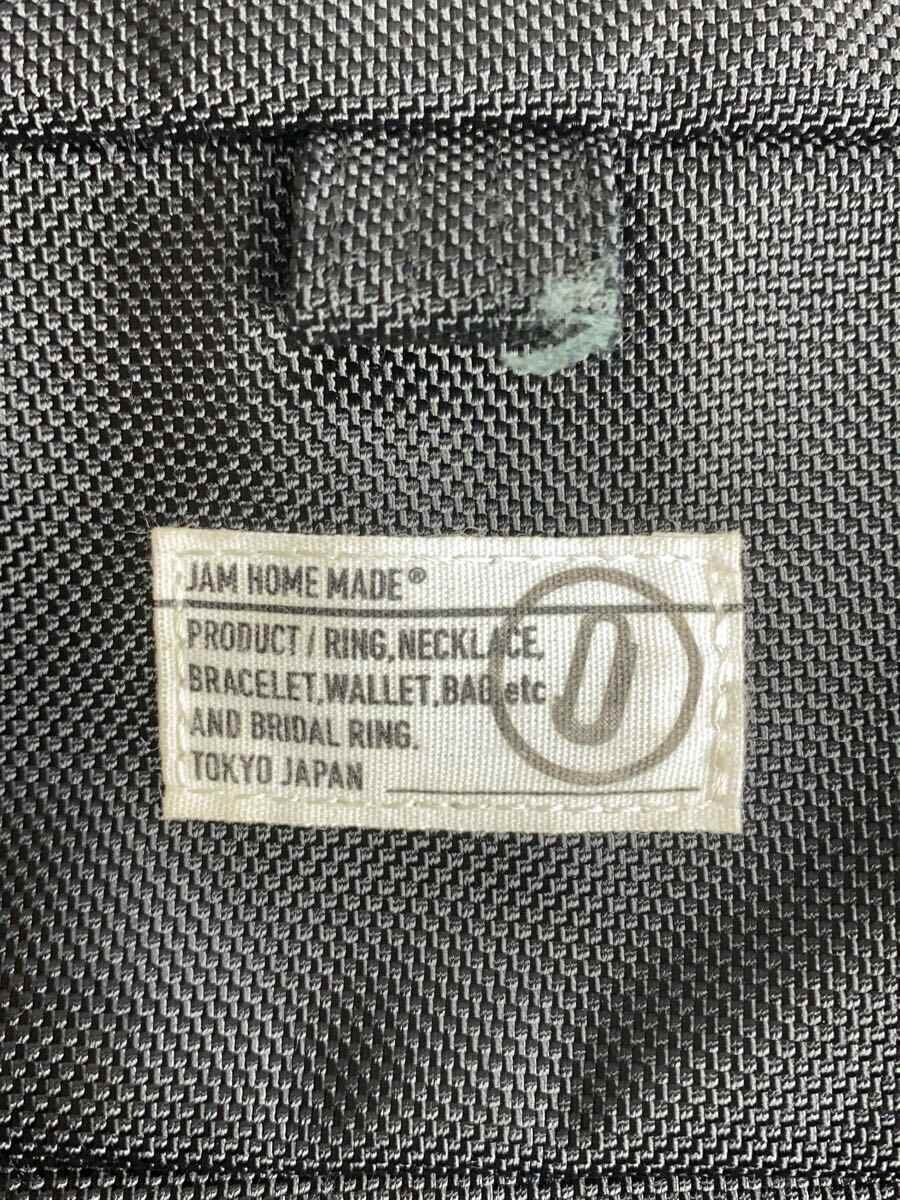 JAM HOME MADE®
PRODUCT / RING, NECKLACE,
BRACELET, WALLET, BAG, etc
AND BRIDAL RING.
TOKYO JAPAN